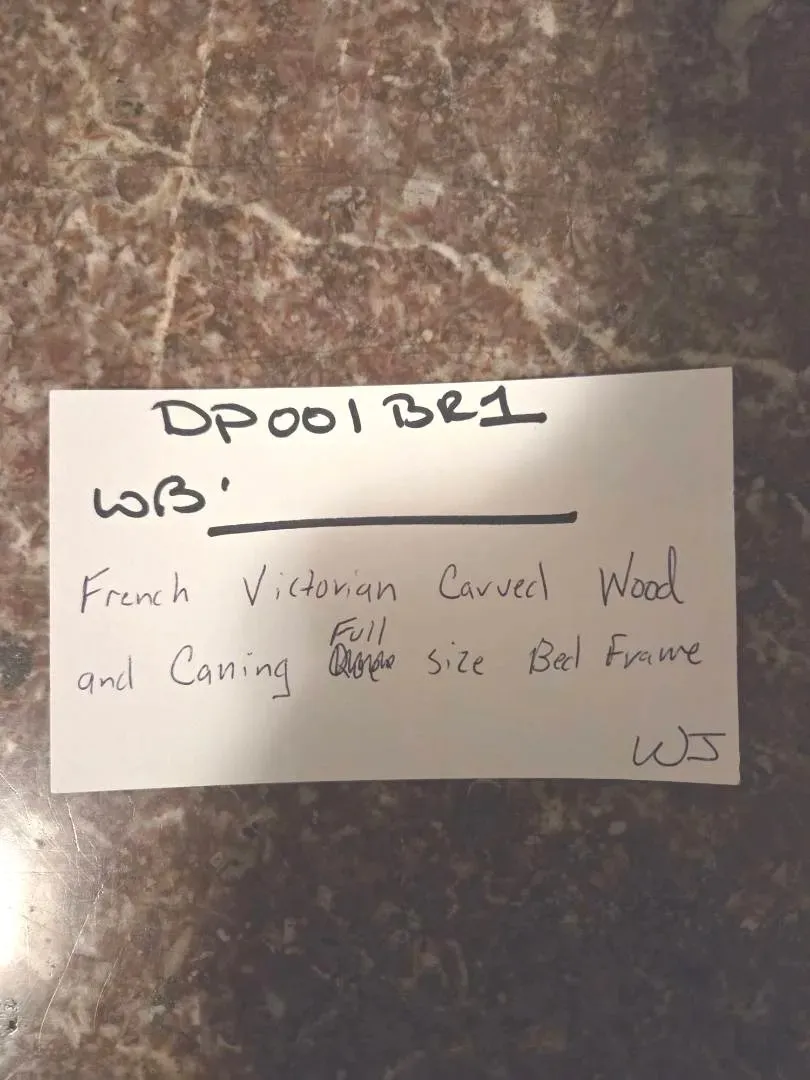 DP001BR1
WB'
French Victorian Carved Wood
Full
and Caning size Bed Frame
WJ